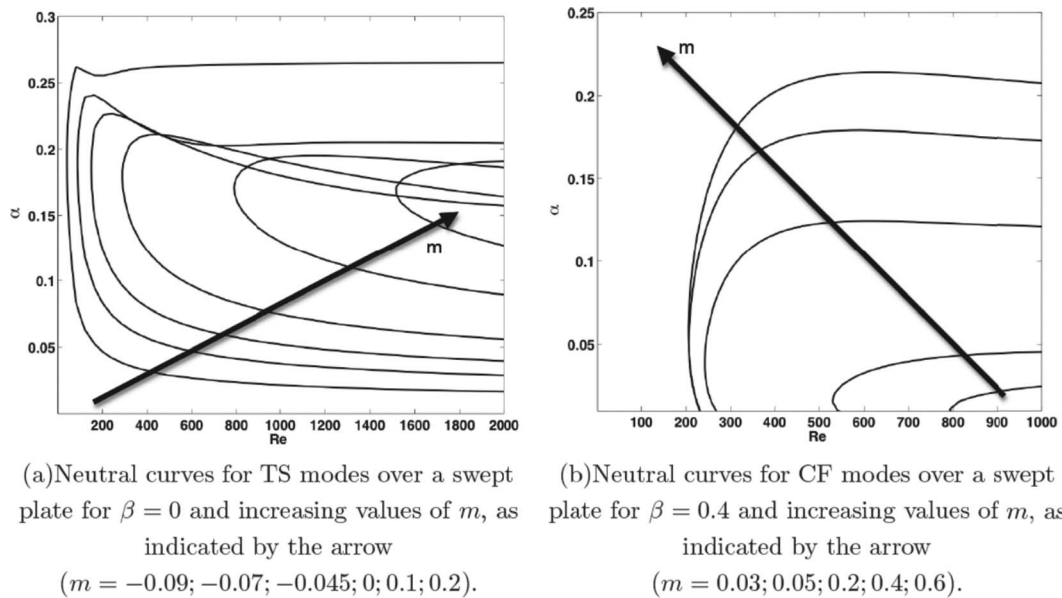 0.3
0.25
0.2
α
0.15
0.1
0.05
m
200 400 600 800 1000 1200 1400 1600 1800 2000
Re
0.25
0.2
α
0.15
0.1
0.05
m
100 200 300 400 500 600 700 800 900 1000
Re
(a)Neutral curves for TS modes over a swept
plate for β = 0 and increasing values of m, as
indicated by the arrow
(m = −0.09; −0.07; −0.045; 0; 0.1; 0.2).
(b)Neutral curves for CF modes over a swept
plate for β = 0.4 and increasing values of m, as
indicated by the arrow
(m = 0.03; 0.05; 0.2; 0.4; 0.6).